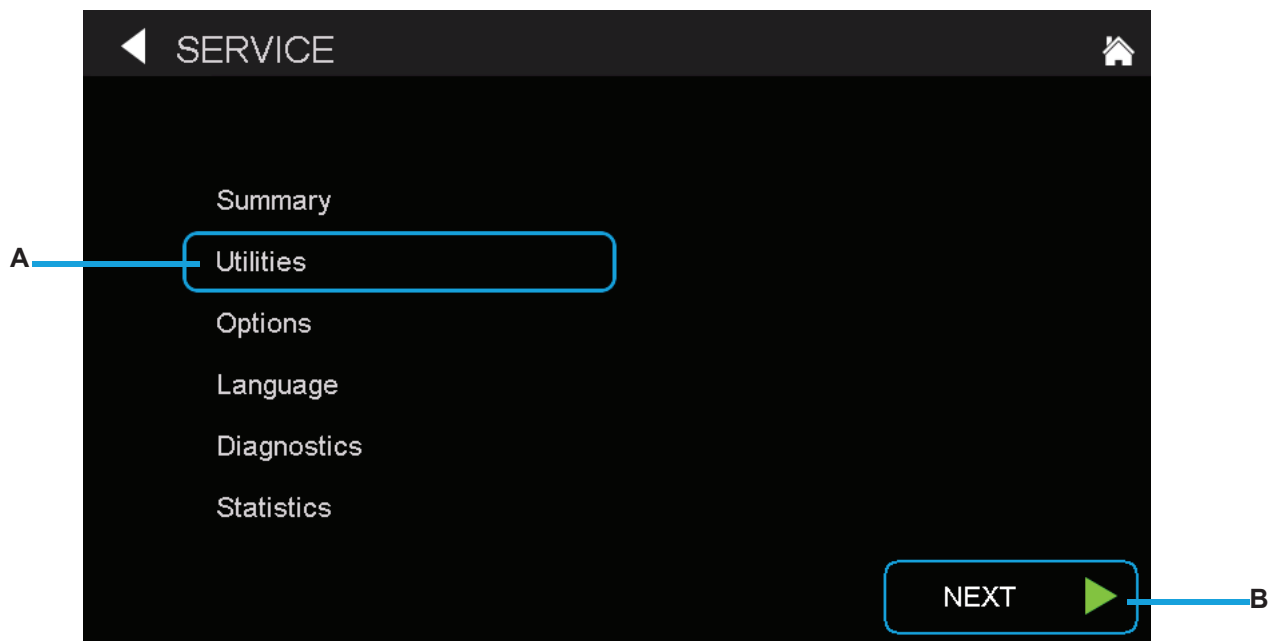 SERVICE
Summary
A
Utilities
Options
Language
Diagnostics
Statistics
NEXT
B